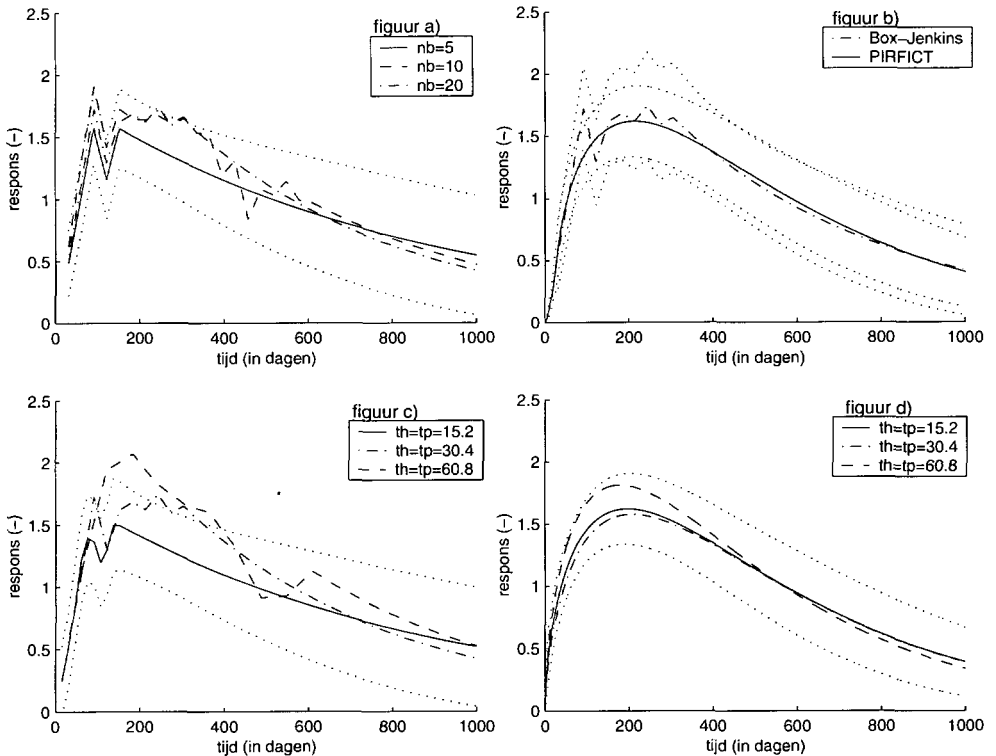 figuur a)
nb=5
nb=10
nb=20
2.5
2
1.5
1
0.5
0
respons (−)
0 200 400 600 800 1000
tijd (in dagen)
figuur b)
Box−Jenkins
PIRFICT
2.5
2
1.5
1
0.5
0
respons (−)
0 200 400 600 800 1000
tijd (in dagen)
figuur c)
th=tp=15.2
th=tp=30.4
th=tp=60.8
2.5
2
1.5
1
0.5
0
respons (−)
0 200 400 600 800 1000
tijd (in dagen)
figuur d)
th=tp=15.2
th=tp=30.4
th=tp=60.8
2.5
2
1.5
1
0.5
0
respons (−)
0 200 400 600 800 1000
tijd (in dagen)